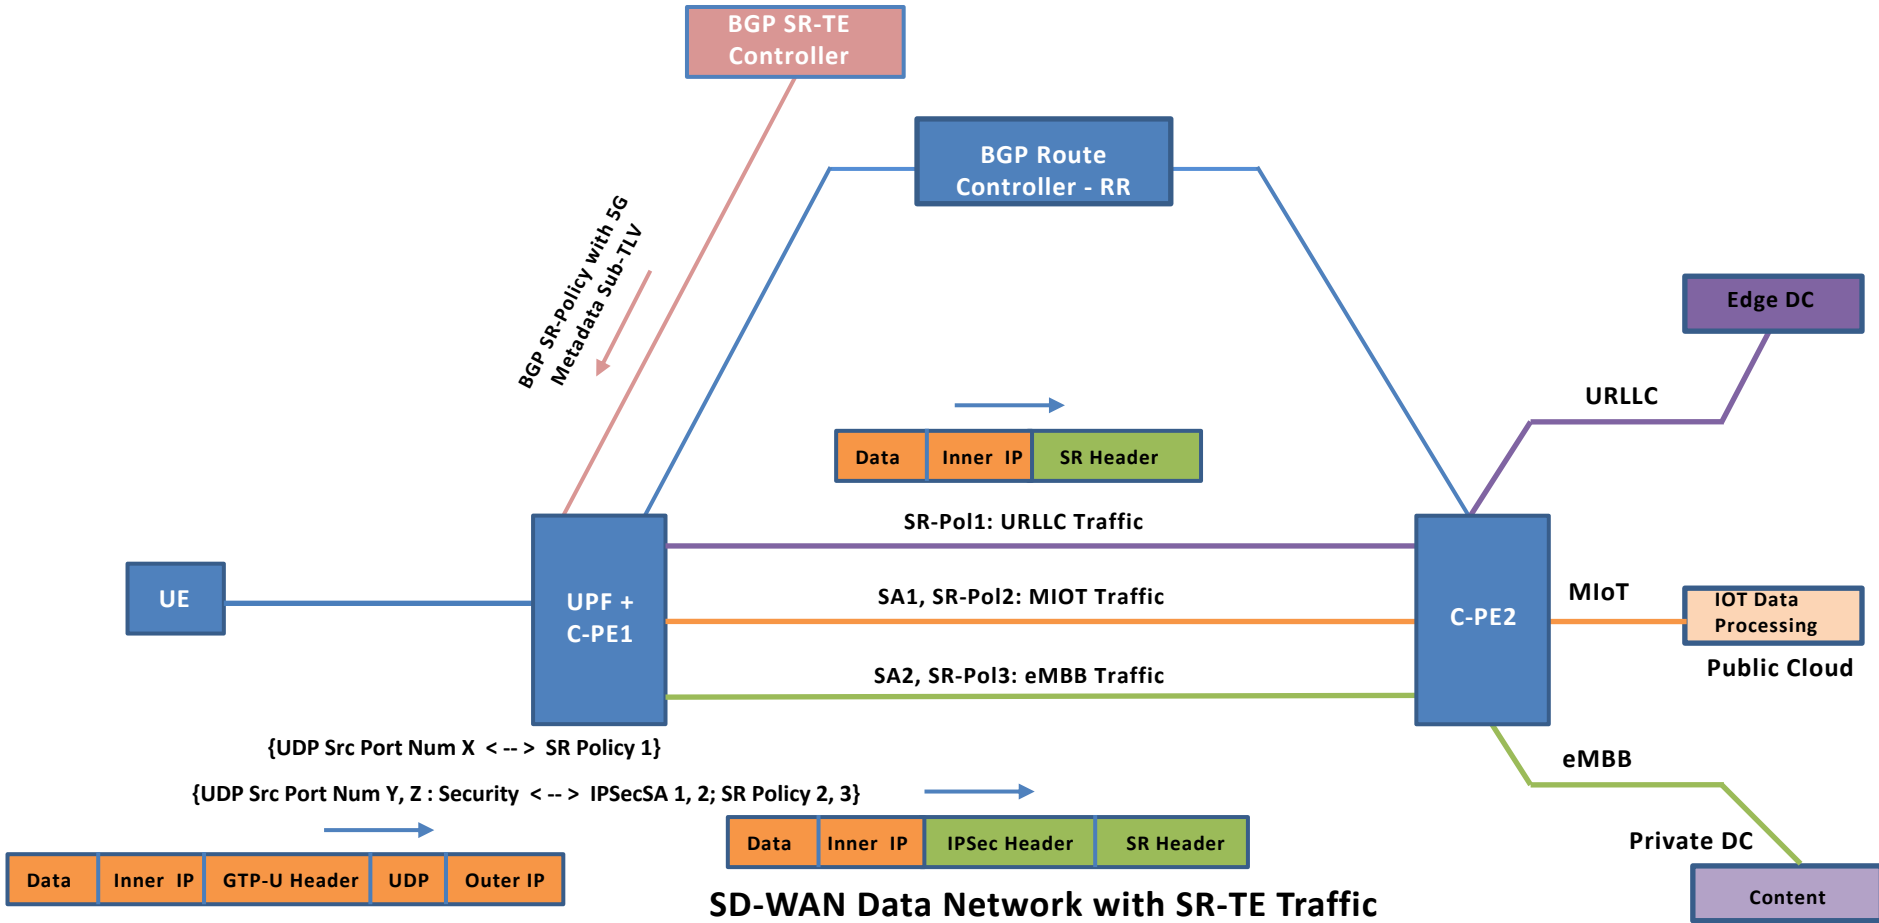 BGP SR-TE
Controller
BGP Route
Controller - RR
BGP SR-Policy with 5G
Metadata Sub-TLV
Edge DC
URLLC
Data Inner IP SR Header
SR-Pol1: URLLC Traffic
UE
UPF +
C-PE1
SA1, SR-Pol2: MIOT Traffic
C-PE2
MIoT
IOT Data
Processing
Public Cloud
SA2, SR-Pol3: eMBB Traffic
{UDP Src Port Num X < -- > SR Policy 1}
eMBB
{UDP Src Port Num Y, Z : Security < -- > IPSecSA 1, 2; SR Policy 2, 3}
Data Inner IP IPSec Header SR Header
Private DC
Data Inner IP GTP-U Header UDP Outer IP
Content
SD-WAN Data Network with SR-TE Traffic